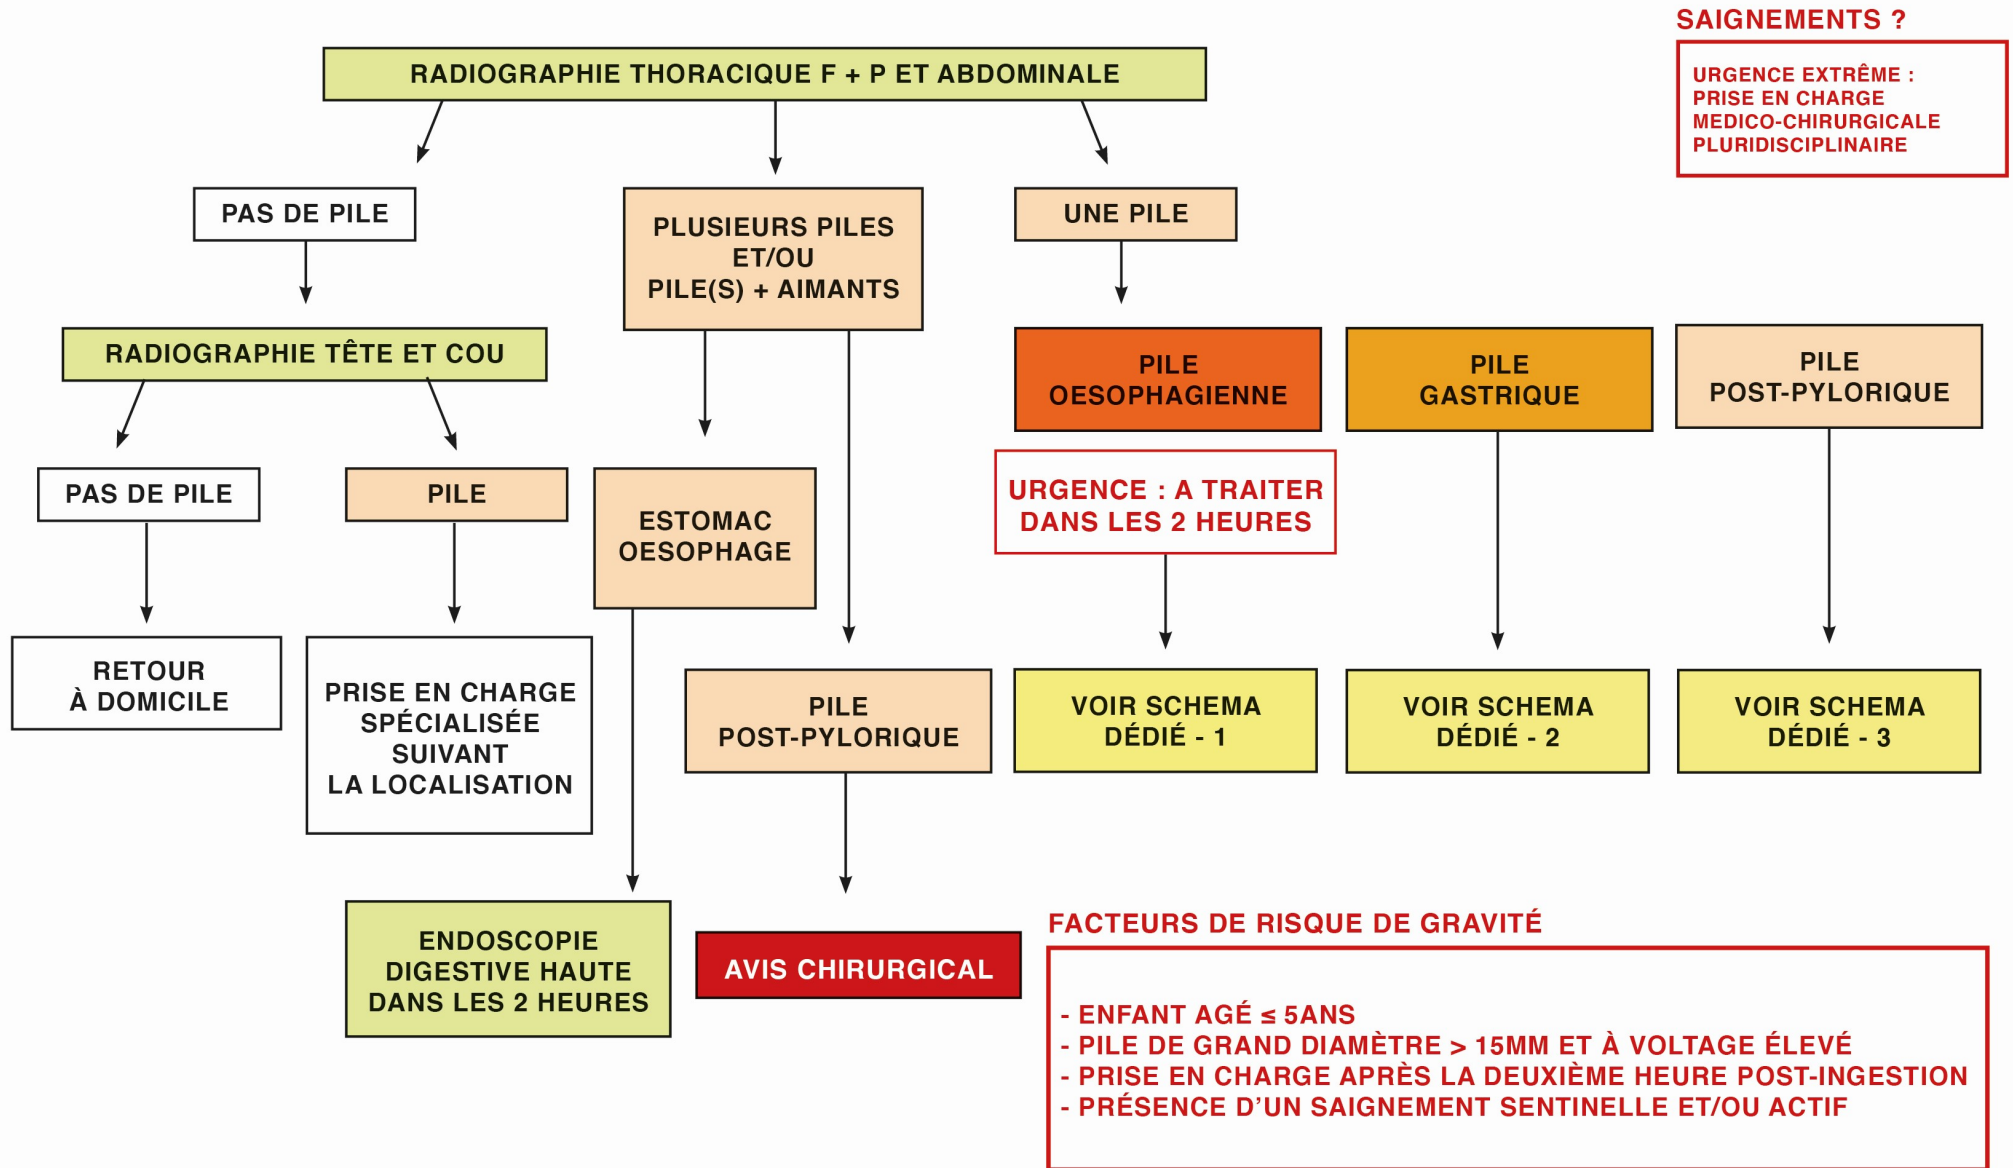 SAIGNEMENTS ?
URGENCE EXTRÊME :
PRISE EN CHARGE
MEDICO-CHIRURGICALE
PLURIDISCIPLINAIRE
RADIOGRAPHIE THORACIQUE F + P ET ABDOMINALE
PAS DE PILE
PLUSIEURS PILES
ET/OU
PILE(S) + AIMANTS
UNE PILE
RADIOGRAPHIE TÊTE ET COU
PILE
OESOPHAGIENNE
PILE
GASTRIQUE
PILE
POST-PYLORIQUE
PAS DE PILE
PILE
ESTOMAC
OESOPHAGE
URGENCE : A TRAITER
DANS LES 2 HEURES
RETOUR
À DOMICILE
PRISE EN CHARGE
SPÉCIALISÉE
SUIVANT
LA LOCALISATION
PILE
POST-PYLORIQUE
VOIR SCHEMA
DÉDIÉ - 1
VOIR SCHEMA
DÉDIÉ - 2
VOIR SCHEMA
DÉDIÉ - 3
ENDOSCOPIE
DIGESTIVE HAUTE
DANS LES 2 HEURES
AVIS CHIRURGICAL
FACTEURS DE RISQUE DE GRAVITÉ
- ENFANT AGÉ ≤ 5ANS
- PILE DE GRAND DIAMÈTRE > 15MM ET À VOLTAGE ÉLEVÉ
- PRISE EN CHARGE APRÈS LA DEUXIÈME HEURE POST-INGESTION
- PRÉSENCE D'UN SAIGNEMENT SENTINELLE ET/OU ACTIF